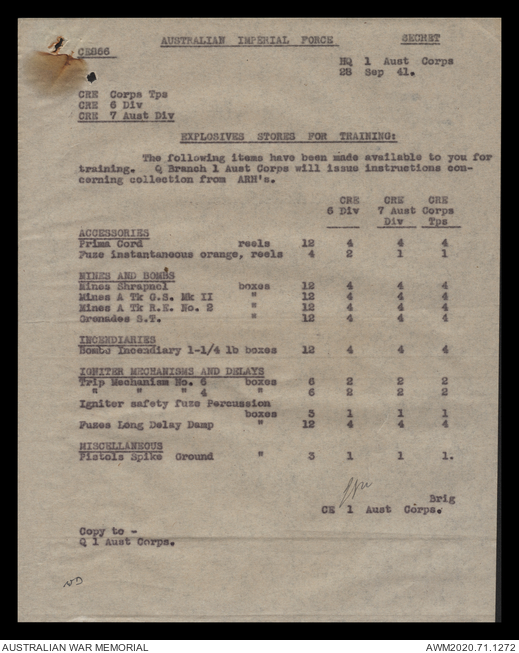 AUSTRALIAN IMPERIAL FORCE SECRET
CE866
HQ 1 Aust Corps
28 Sep 41.
CRE Corps Tps
CRE 6 Div
CRE 7 Aust Div
EXPLOSIVES STORES FOR TRAINING:
The following items have been made available to you for
training. Q Branch 1 Aust Corps will issue instructions con-
cerning collection from ARH's.
CRE CRE CRE
6 Div 7 Aust Corps
Div Tps
ACCESSORIES
Prima Cord reels 12 4 4 4
Fuze instantaneous orange, reels 4 2 1 1
MINES AND BOMBS
Mines Shrapnel boxes 12 4 4 4
Mines A Tk G.S. Mk II " 12 4 4 4
Mines A Tk R.E. No. 2 " 12 4 4 4
Grenades S.T. " 12 4 4 4
INCENDIARIES
Bombs Incendiary 1-1/4 lb boxes 12 4 4 4
IGNITER MECHANISMS AND DELAYS
Trip Mechanism No. 6 boxes 6 2 2 2
" " " 4 " 6 2 2 2
Igniter safety fuze Percussion
boxes 3 1 1 1
Fuzes Long Delay Damp " 12 4 4 4
MISCELLANEOUS
Pistols Spike Ground " 3 1 1 1.
Brig
CE 1 Aust Corps.
Copy to -
Q 1 Aust Corps.
AUSTRALIAN WAR MEMORIAL AWM2020.71.1272